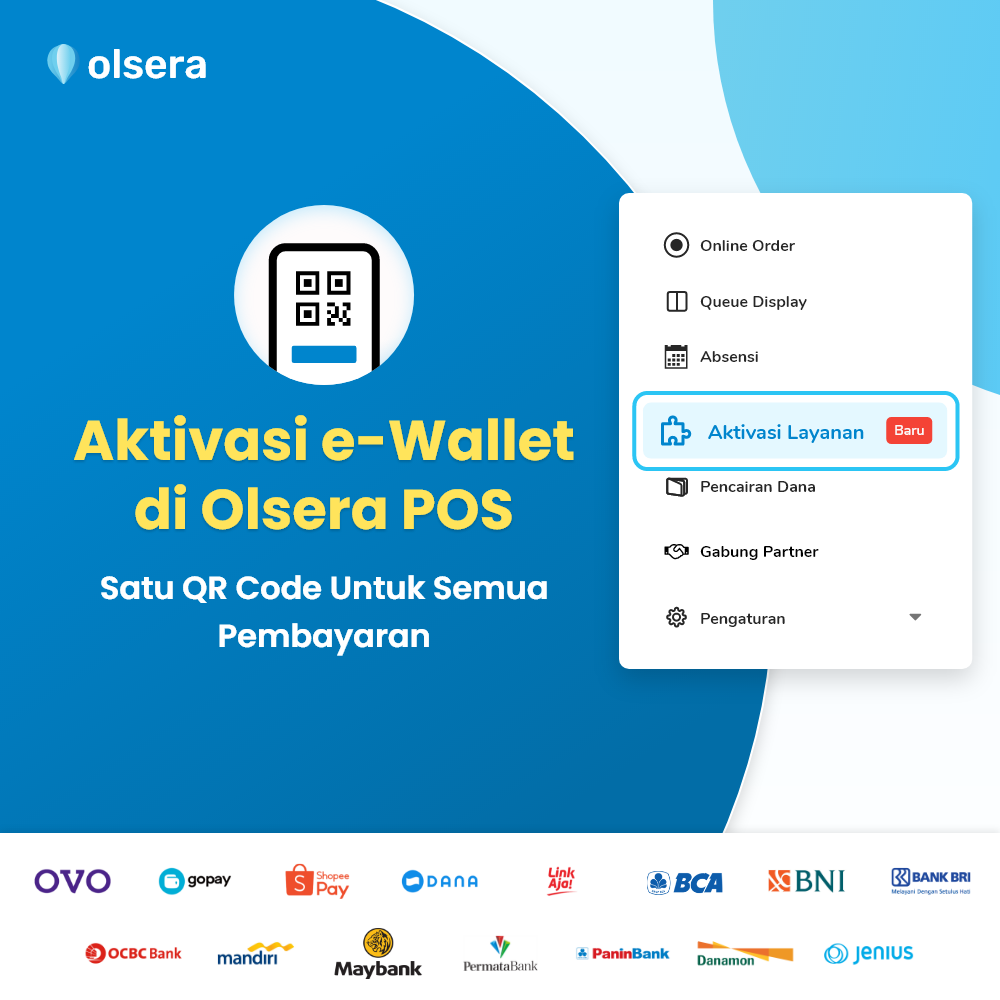 olsera
Aktivasi e-Wallet
di Olsera POS
Satu QR Code Untuk Semua
Pembayaran
Online Order
Queue Display
Absensi
Aktivasi Layanan Baru
Pencairan Dana
Gabung Partner
Pengaturan
OVO gopay Shopee Pay DANA Link Aja! BCA BNI BANK BRI
Melayani Dengan Setulus Hati
OCBC Bank mandiri Maybank PermataBank PaninBank Danamon Jenius